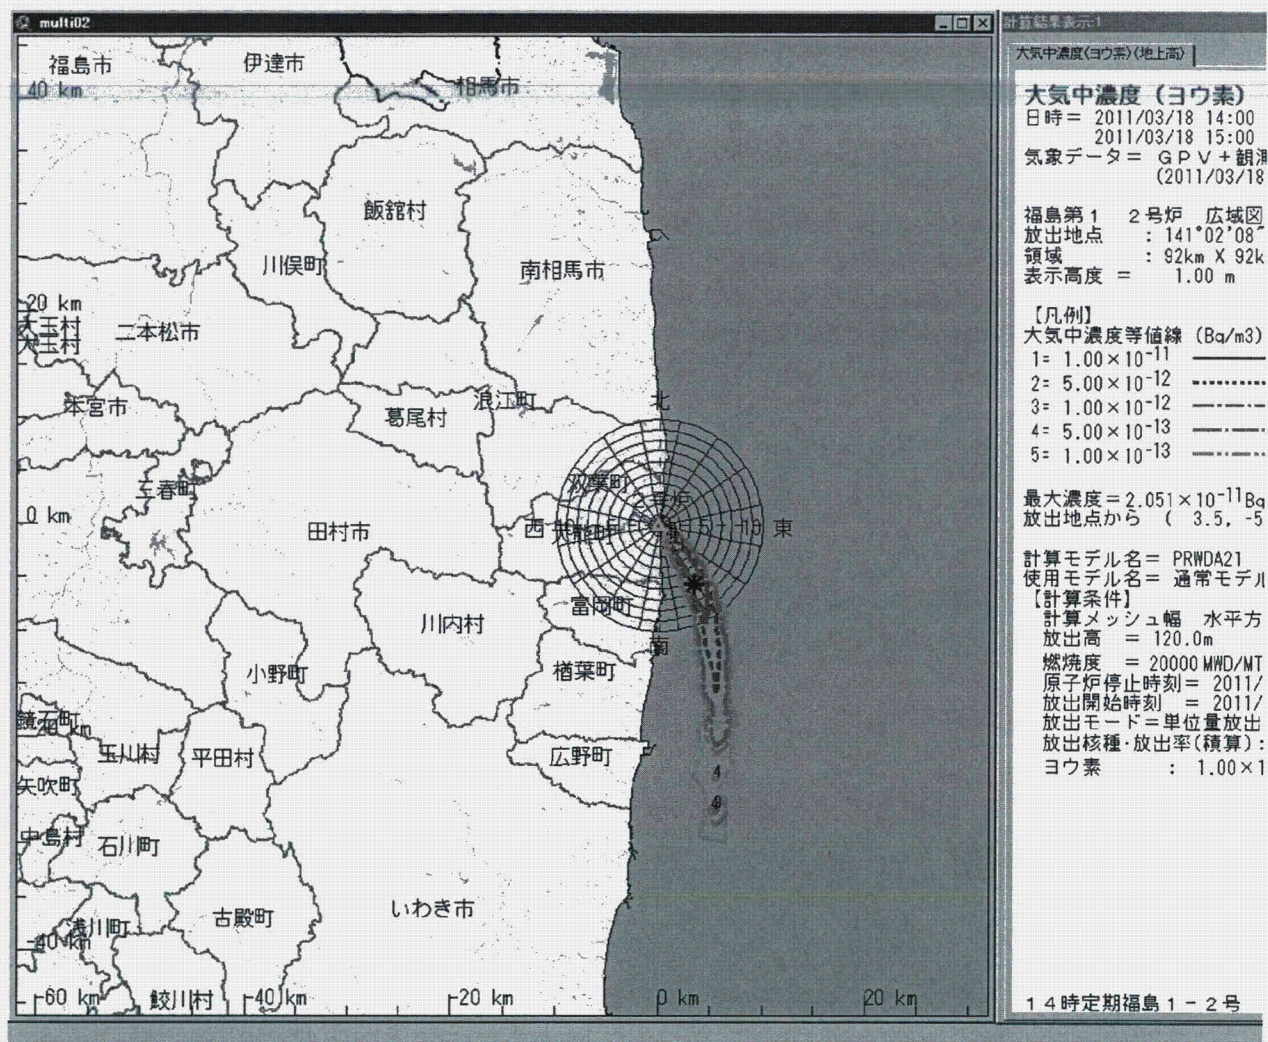 multi02
福島市
伊達市
相馬市
40 km
飯舘村
川俣町
南相馬市
20 km
大玉村
大玉村
二本松市
本宮市
葛尾村
浪江町
北
三春町
双葉町
0 km
田村市
西
大熊町
東
富岡町
川内村
南
小野町
楢葉町
鏡石町
-20 km
玉川村
平田村
広野町
矢吹町
4
中島村
石川町
いわき市
古殿町
浅川町
-40 km
-60 km
鮫川村
-40 km
-20 km
0 km
20 km
計算結果表示:1
大気中濃度(ヨウ素)(地上高)
大気中濃度(ヨウ素)
日時= 2011/03/18 14:00
2011/03/18 15:00
気象データ= GPV+観測
(2011/03/18
福島第1 2号炉 広域図
放出地点 : 141°02'08"
領域 : 92km X 92k
表示高度 = 1.00 m
【凡例】
大気中濃度等値線 (Bq/m3)
1= 1.00×10-11
2= 5.00×10-12
3= 1.00×10-12
4= 5.00×10-13
5= 1.00×10-13
最大濃度=2.051×10-11Bq
放出地点から ( 3.5, -5
計算モデル名= PRWDA21
使用モデル名= 通常モデル
【計算条件】
計算メッシュ幅 水平方
放出高 = 120.0m
燃焼度 = 20000MWD/MT
原子炉停止時刻= 2011/
放出開始時刻 = 2011/
放出モード=単位量放出
放出核種・放出率(積算):
ヨウ素 : 1.00×1
14時定期福島1-2号